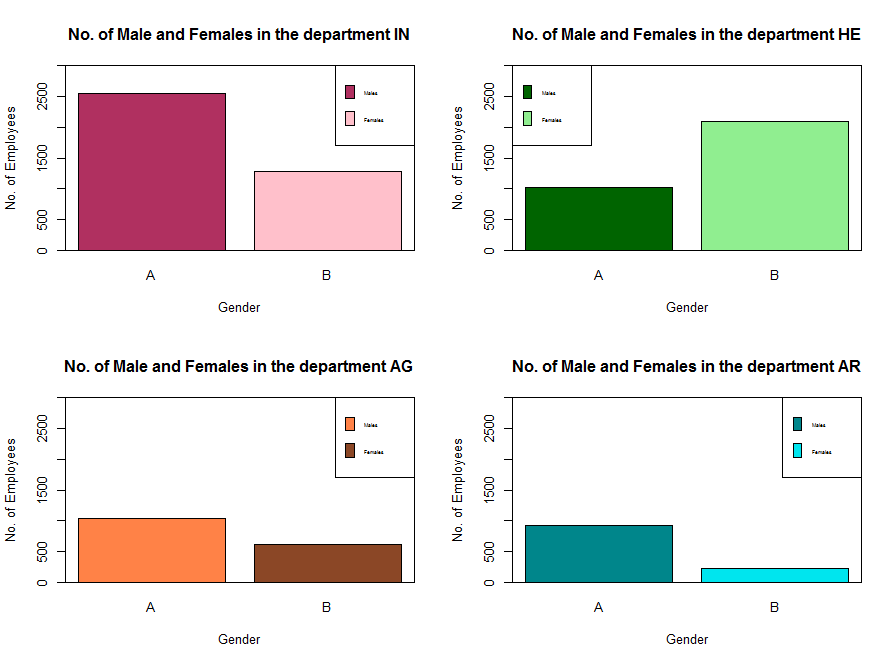 No. of Male and Females in the department IN
No. of Employees
2500
1500
500
0
Males
Females
A
B
Gender
No. of Male and Females in the department HE
No. of Employees
2500
1500
500
0
Males
Females
A
B
Gender
No. of Male and Females in the department AG
No. of Employees
2500
1500
500
0
Males
Females
A
B
Gender
No. of Male and Females in the department AR
No. of Employees
2500
1500
500
0
Males
Females
A
B
Gender